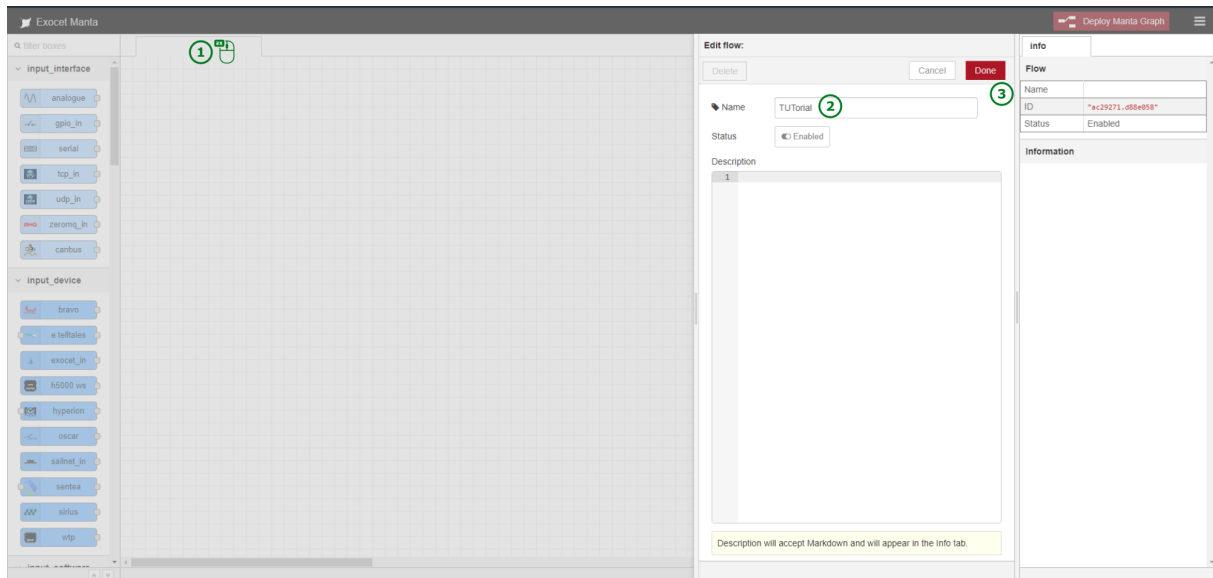 Exocet Manta
Deploy Manta Graph
filter boxes
input_interface
analogue
gpio_in
serial
tcp_in
udp_in
zeromq_in
canbus
input_device
bravo
e telltales
exocet_in
h5000 ws
hyperion
oscar
sailnet_in
sentea
sirius
wtp
1
Edit flow:
Delete
Cancel
Done
3
Name
TUTorial
2
Status
Enabled
Description
1
Description will accept Markdown and will appear in the Info tab.
info
Flow
Name
ID
"ac29271.d88e058"
Status
Enabled
Information